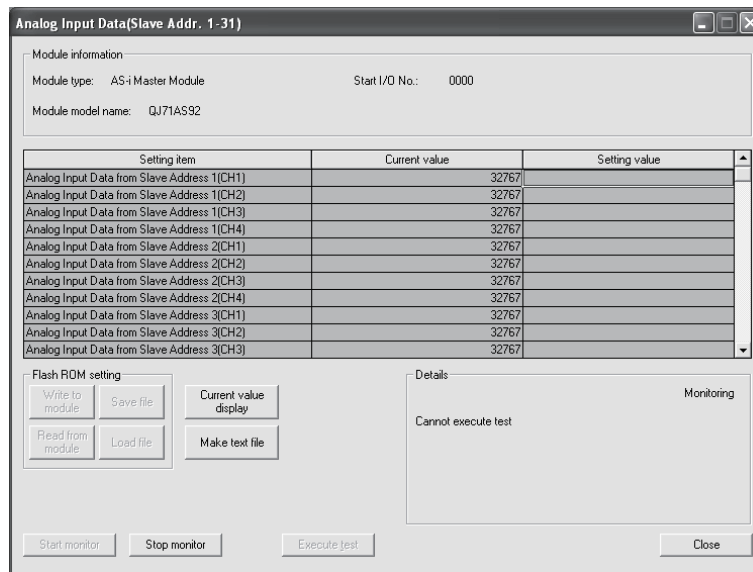 Analog Input Data(Slave Addr. 1-31)
Module information
Module type: AS-i Master Module Start I/O No.: 0000
Module model name: QJ71AS92
Setting item Current value Setting value
Analog Input Data from Slave Address 1(CH1) 32767
Analog Input Data from Slave Address 1(CH2) 32767
Analog Input Data from Slave Address 1(CH3) 32767
Analog Input Data from Slave Address 1(CH4) 32767
Analog Input Data from Slave Address 2(CH1) 32767
Analog Input Data from Slave Address 2(CH2) 32767
Analog Input Data from Slave Address 2(CH3) 32767
Analog Input Data from Slave Address 2(CH4) 32767
Analog Input Data from Slave Address 3(CH1) 32767
Analog Input Data from Slave Address 3(CH2) 32767
Analog Input Data from Slave Address 3(CH3) 32767
Flash ROM setting
Write to
module
Save file
Current value
display
Read from
module
Load file
Make text file
Details
Monitoring
Cannot execute test
Start monitor
Stop monitor
Execute test
Close